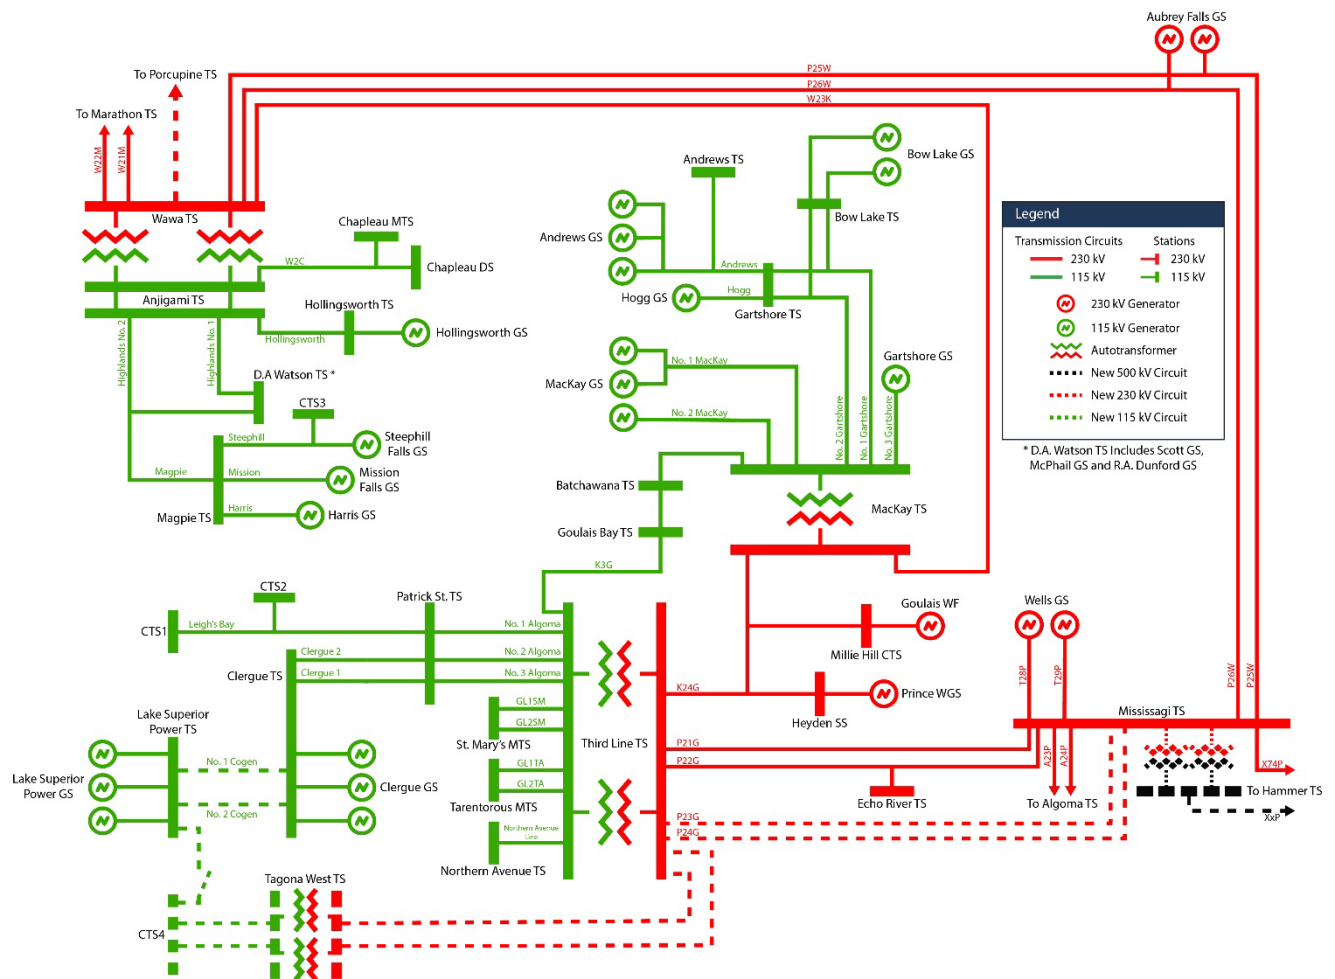 Aubrey Falls GS
To Porcupine TS
P25W
P26W
W23K
To Marathon TS
W22M
W21M
Wawa TS
Chapleau MTS
W2C
Chapleau DS
Anjigami TS
Hollingsworth TS
Hollingsworth
Hollingsworth GS
Highlands No. 2
Highlands No. 1
D.A Watson TS *
CTS3
Steephill
Steephill
Falls GS
Magpie
Mission
Mission
Falls GS
Harris
Harris GS
Magpie TS
Andrews TS
Bow Lake GS
Bow Lake TS
Andrews GS
Andrews
Hogg GS
Hogg
Gartshore TS
MacKay GS
No. 1 MacKay
No. 2 MacKay
Gartshore GS
No. 2 Gartshore
No. 1 Gartshore
No. 3 Gartshore
Batchawana TS
MacKay TS
Goulais Bay TS
K3G
Legend
Transmission Circuits
Stations
230 kV
230 kV
115 kV
115 kV
230 kV Generator
115 kV Generator
Autotransformer
New 500 kV Circuit
New 230 kV Circuit
New 115 kV Circuit
* D.A. Watson TS Includes Scott GS,
McPhail GS and R.A. Dunford GS
CTS2
Patrick St. TS
CTS1
Leigh's Bay
No. 1 Algoma
Clergue 2
No. 2 Algoma
Clergue TS
Clergue 1
No. 3 Algoma
GL1SM
GL2SM
St. Mary's MTS
GL1TA
GL2TA
Tarentorous MTS
Northern Avenue
Line
Northern Avenue TS
Third Line TS
Lake Superior
Power TS
Lake Superior
Power GS
No. 1 Cogen
No. 2 Cogen
Clergue GS
Tagona West TS
CTS4
Goulais WF
Millie Hill CTS
K24G
Prince WGS
Heyden SS
P21G
P22G
Echo River TS
P23G
P24G
Wells GS
T28P
T29P
P26W
P25W
Mississagi TS
A23P
A24P
To Algoma TS
X74P
To Hammer TS
XxP